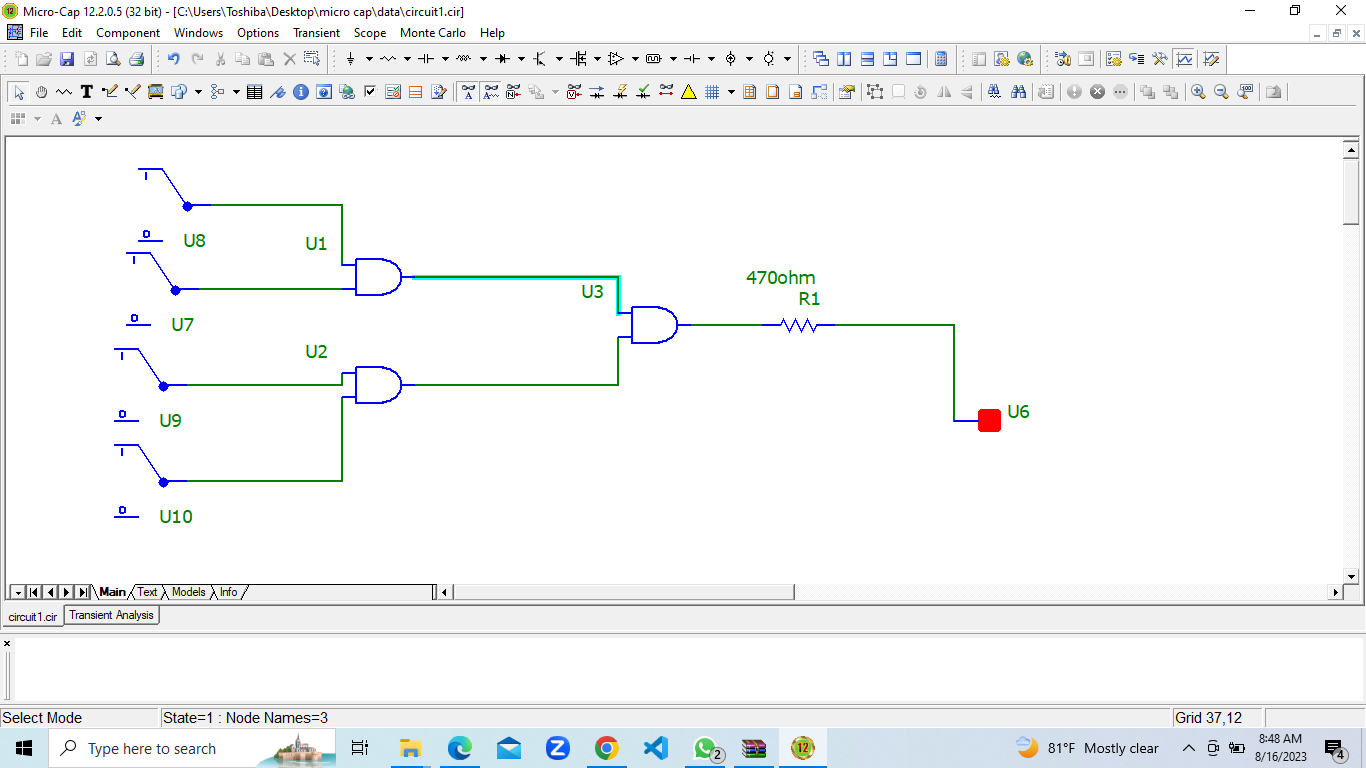 12 Micro-Cap 12.2.0.5 (32 bit) - [C:\Users\Toshiba\Desktop\micro cap\data\circuit1.cir]
File Edit Component Windows Options Transient Scope Monte Carlo Help
1
0 U8 U1
1
470ohm
U3 R1
0 U7
1 U2
U6
0 U9
1
0 U10
Main Text Models Info
circuit1.cir Transient Analysis
Select Mode State=1 : Node Names=3 Grid 37,12
Type here to search 2 12 81°F Mostly clear 8:48 AM
8/16/2023 4